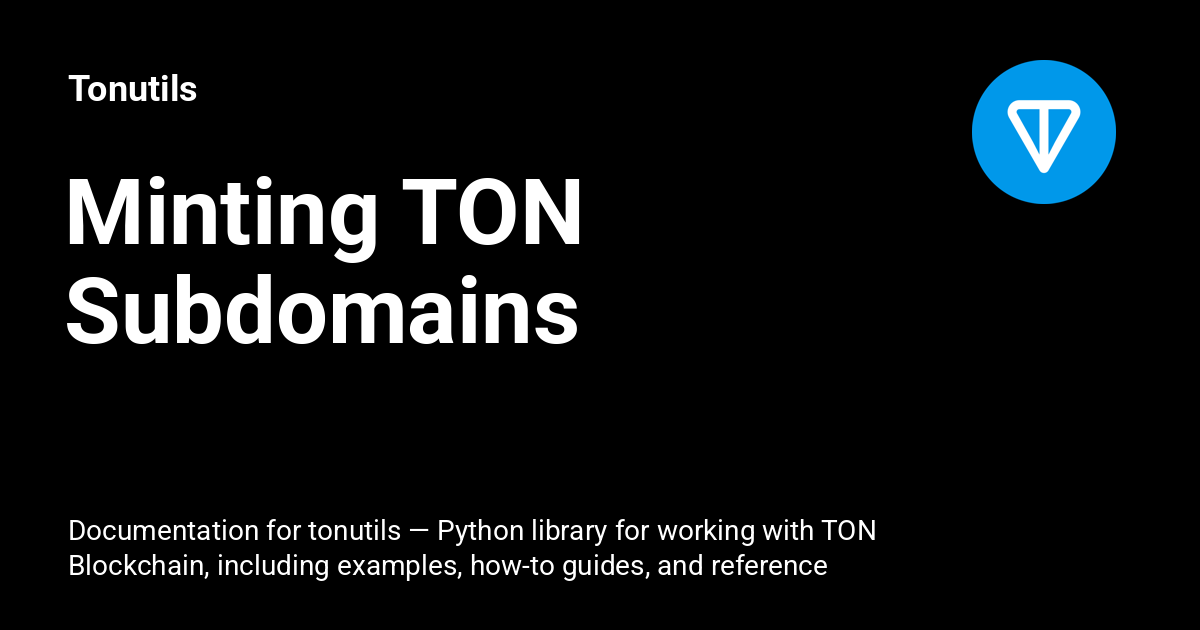 Tonutils
Minting TON
Subdomains
Documentation for tonutils — Python library for working with TON
Blockchain, including examples, how-to guides, and reference